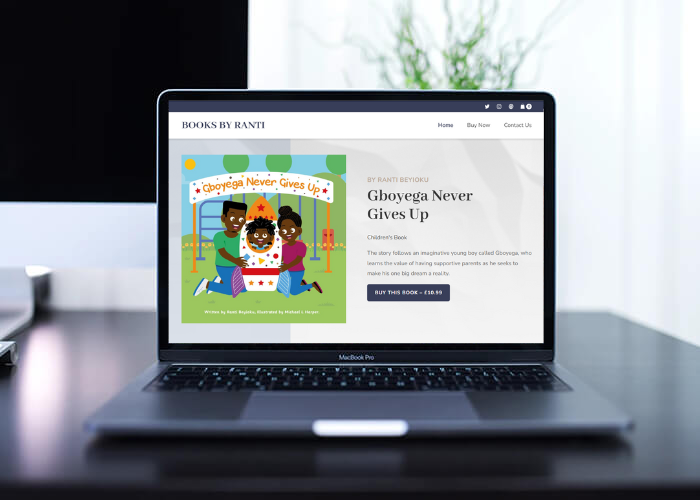 BOOKS BY RANTI
Home
Buy Now
Contact Us
Gboyega Never Gives Up
Written by Ranti Beyioku, Illustrated by Michael J. Harper
BY RANTI BEYIOKU
Gboyega Never
Gives Up
Children's Book
The story follows an imaginative young boy called Gboyega, who
learns the value of having supportive parents as he seeks to
make his one big dream a reality.
BUY THIS BOOK - £10.99
MacBook Pro